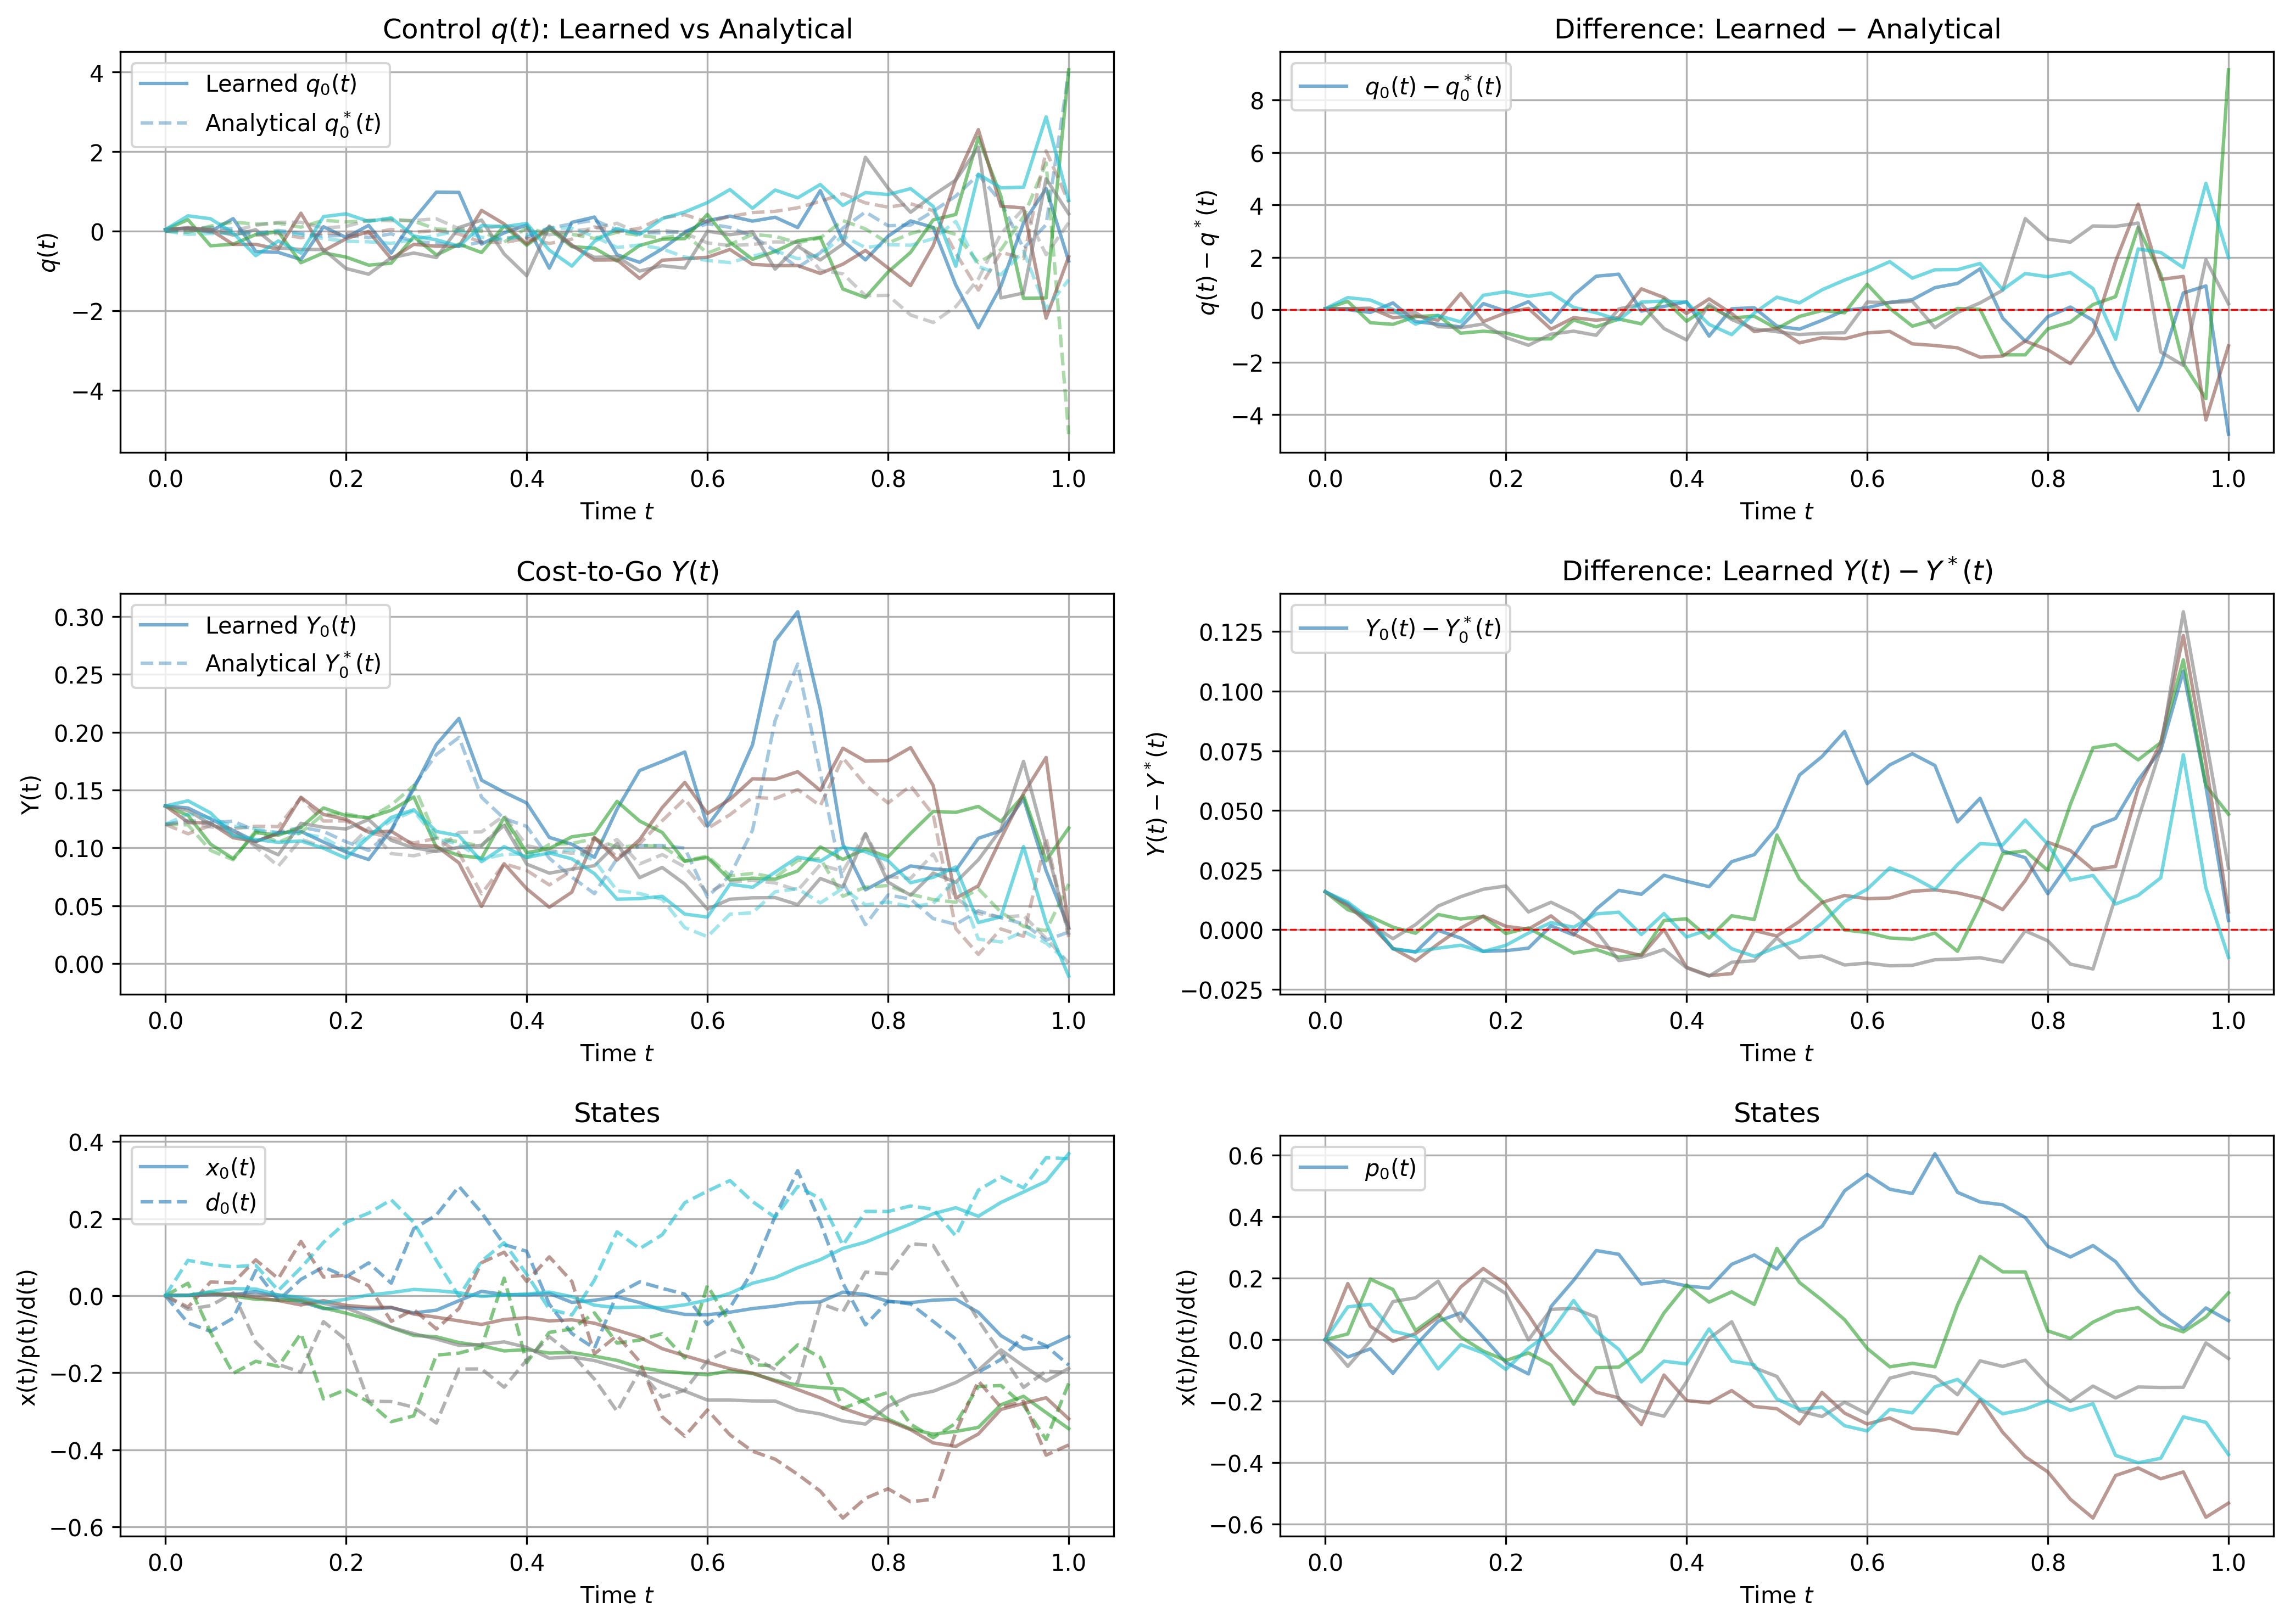 Control q(t): Learned vs Analytical
Learned q₀(t)
Analytical q₀*(t)
4
2
0
−2
−4
q(t)
0.0 0.2 0.4 0.6 0.8 1.0
Time t
Difference: Learned − Analytical
q₀(t) − q₀*(t)
8
6
4
2
0
−2
−4
q(t) − q*(t)
0.0 0.2 0.4 0.6 0.8 1.0
Time t
Cost-to-Go Y(t)
Learned Y₀(t)
Analytical Y₀*(t)
0.30
0.25
0.20
0.15
0.10
0.05
0.00
Y(t)
0.0 0.2 0.4 0.6 0.8 1.0
Time t
Difference: Learned Y(t) − Y*(t)
Y₀(t) − Y₀*(t)
0.125
0.100
0.075
0.050
0.025
0.000
−0.025
Y(t) − Y*(t)
0.0 0.2 0.4 0.6 0.8 1.0
Time t
States
x₀(t)
d₀(t)
0.4
0.2
0.0
−0.2
−0.4
−0.6
x(t)/p(t)/d(t)
0.0 0.2 0.4 0.6 0.8 1.0
Time t
States
p₀(t)
0.6
0.4
0.2
0.0
−0.2
−0.4
−0.6
x(t)/p(t)/d(t)
0.0 0.2 0.4 0.6 0.8 1.0
Time t